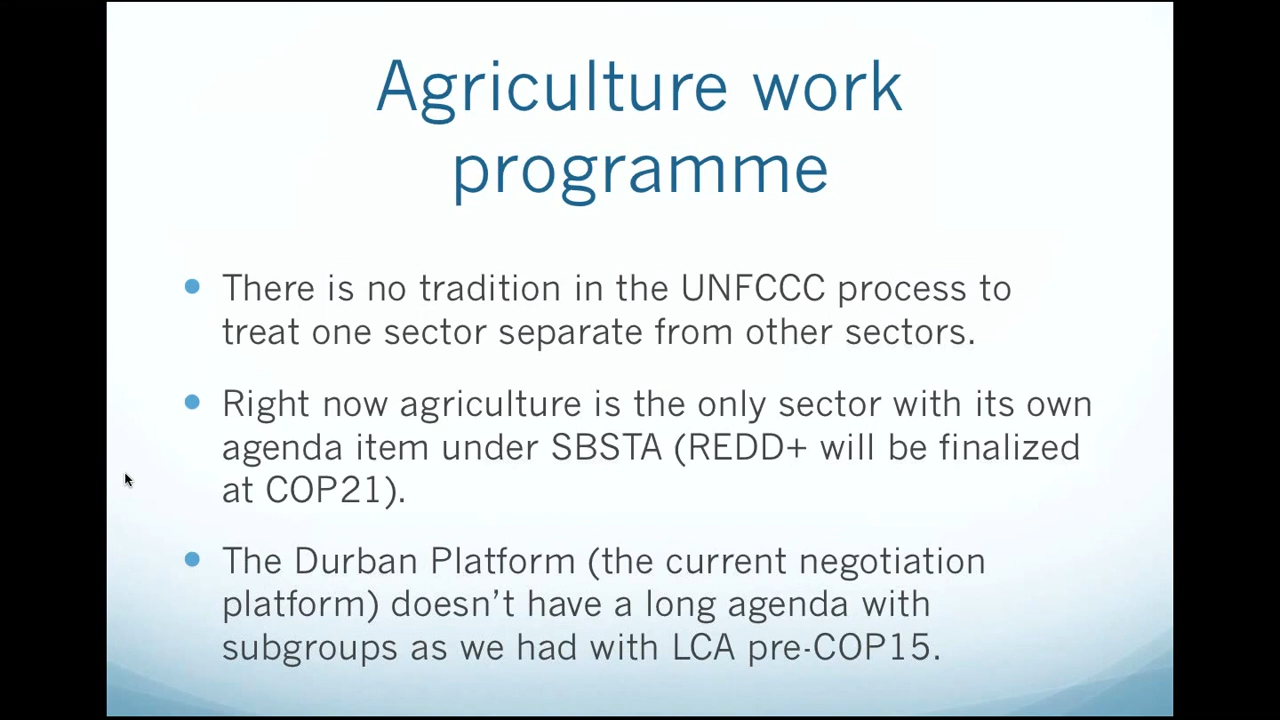 Agriculture work
programme
• There is no tradition in the UNFCCC process to
treat one sector separate from other sectors.
• Right now agriculture is the only sector with its own
agenda item under SBSTA (REDD+ will be finalized
at COP21).
• The Durban Platform (the current negotiation
platform) doesn’t have a long agenda with
subgroups as we had with LCA pre-COP15.